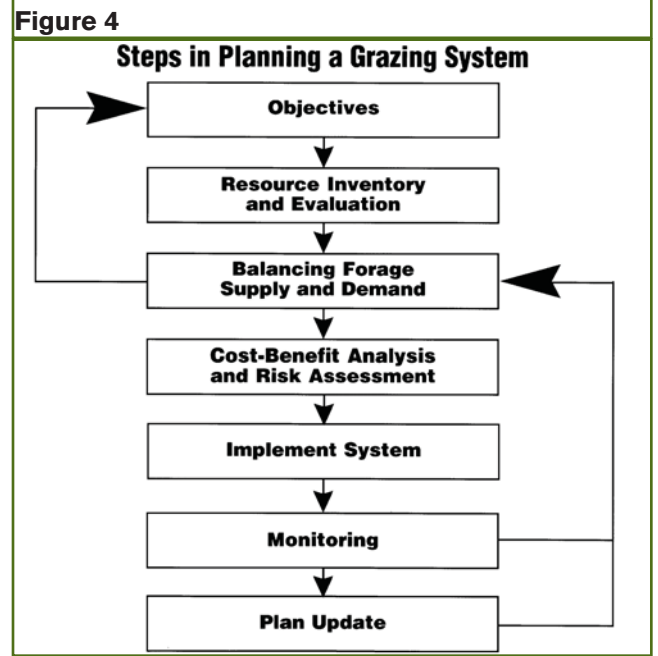 Figure 4
Steps in Planning a Grazing System
Objectives
Resource Inventory
and Evaluation
Balancing Forage
Supply and Demand
Cost-Benefit Analysis
and Risk Assessment
Implement System
Monitoring
Plan Update